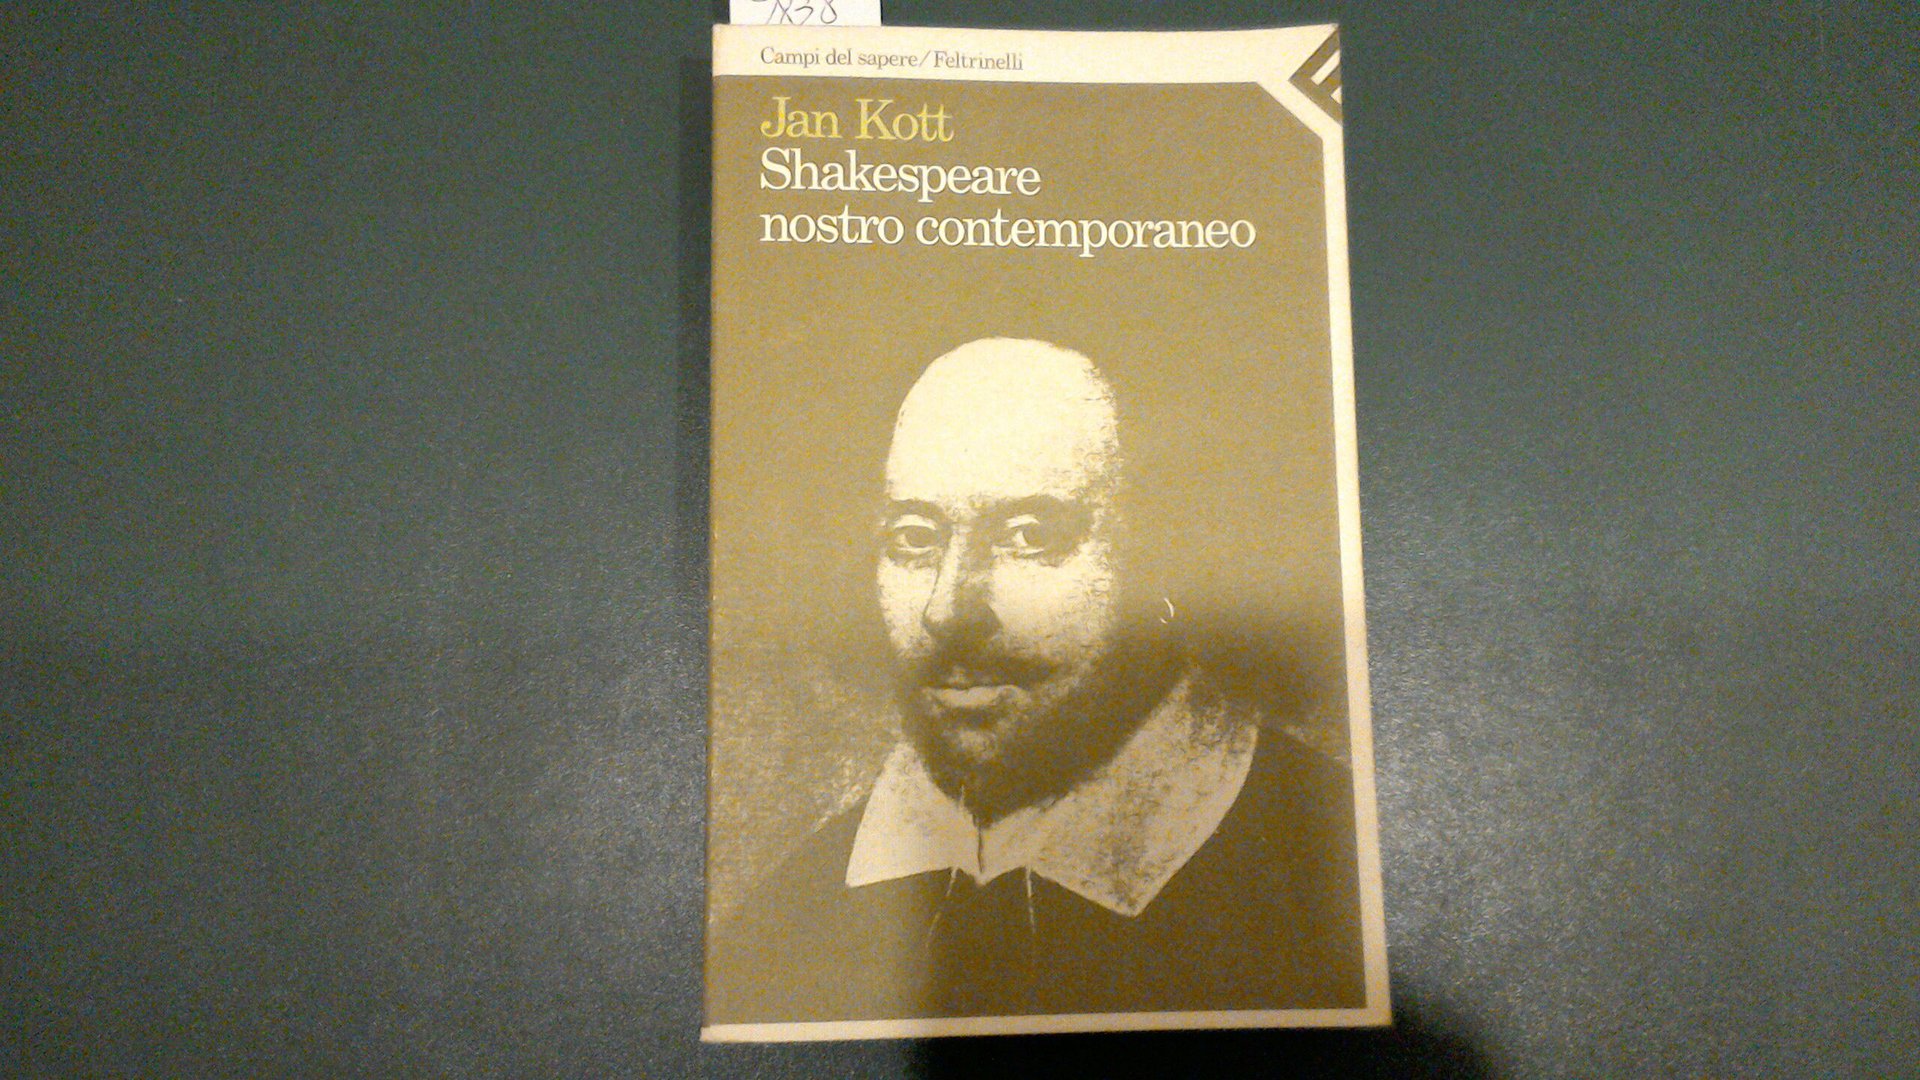 Campi del sapere/Feltrinelli
Jan Kott
Shakespeare
nostro contemporaneo